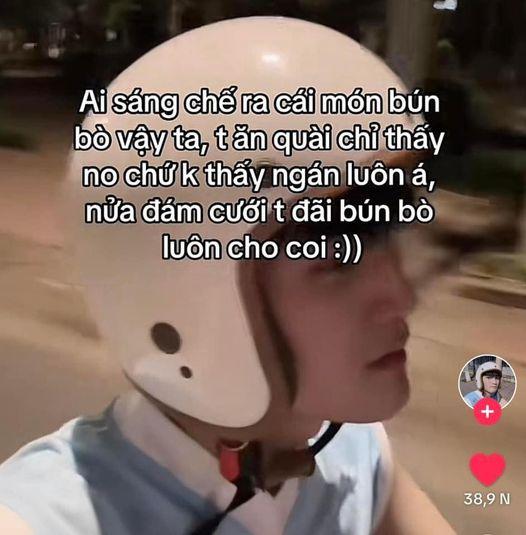 Ai sáng chế ra cái món bún
bò vậy ta, t ăn quài chỉ thấy
no chứ k thấy ngán luôn á,
nửa đám cưới t đãi bún bò
luôn cho coi :))
38,9 N